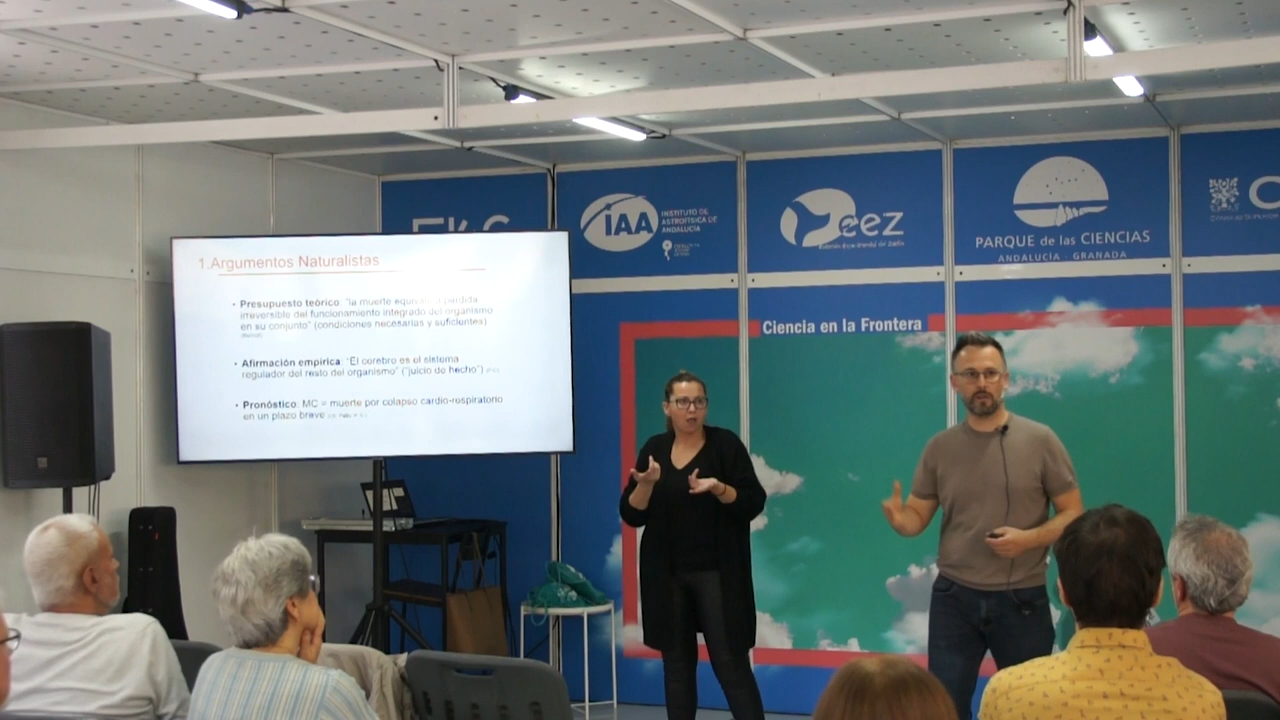 1.Argumentos Naturalistas
• Presupuesto teórico: "la muerte equivale a pérdida
irreversible del funcionamiento integrado del organismo
en su conjunto" (condiciones necesarias y suficientes)
• Afirmación empírica: "El cerebro es el sistema
regulador del resto del organismo" ("juicio de hecho")
• Pronóstico: MC = muerte por colapso cardio-respiratorio
en un plazo breve
IAA
INSTITUTO DE
ASTROFÍSICA DE
ANDALUCÍA
eez
PARQUE de las CIENCIAS
ANDALUCÍA - GRANADA
Ciencia en la Frontera